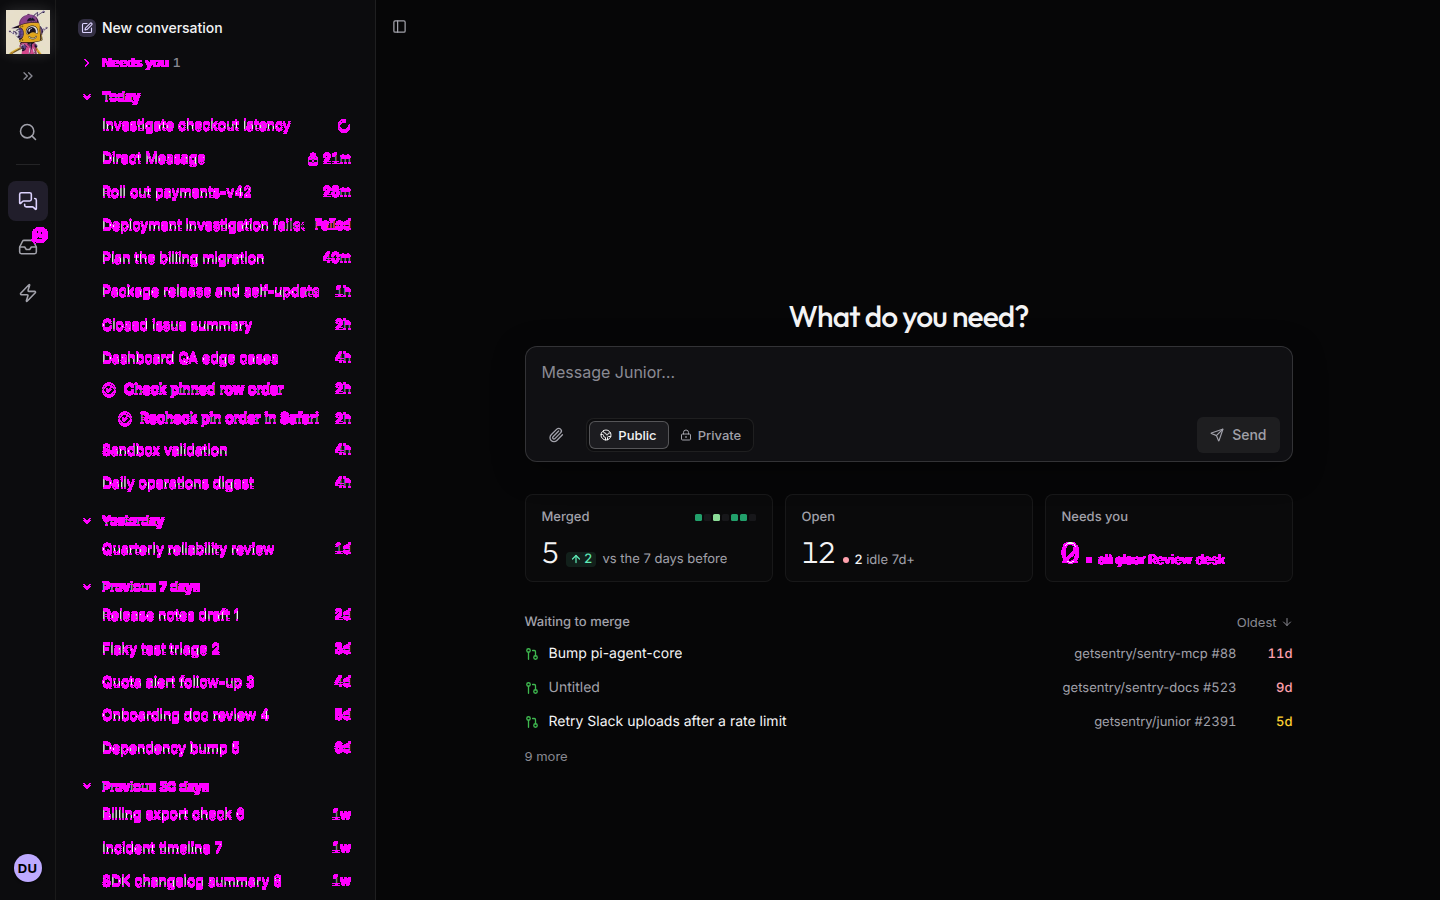 New conversation
Needs you 1
Today
Investigate checkout latency
Direct Message 21m
Roll out payments-v42
Deployment investigation Failed
Plan the billing migration 40m
Package release and self-update 1h
Closed issue summary 2h
Dashboard QA edge cases 4h
Check pinned row order 2h
Recheck pin order in Safari 2h
Sandbox validation 4h
Daily operations digest 4h
Yesterday
Quarterly reliability review 1d
Previous 7 days
Release notes draft 1 2d
Flaky test triage 2 3d
Quota alert follow-up 3 4d
Onboarding doc review 4 5d
Dependency bump 5 6d
Previous 30 days
Billing export check 6 1w
Incident timeline 7 1w
SDK changelog summary 8 1w
DU
What do you need?
Message Junior...
Public
Private
Send
Merged
5 ↑ 2 vs the 7 days before
Open
12 2 idle 7d+
Needs you
Review desk
Waiting to merge Oldest ↓
Bump pi-agent-core getsentry/sentry-mcp #88 11d
Untitled getsentry/sentry-docs #523 9d
Retry Slack uploads after a rate limit getsentry/junior #2391 5d
9 more